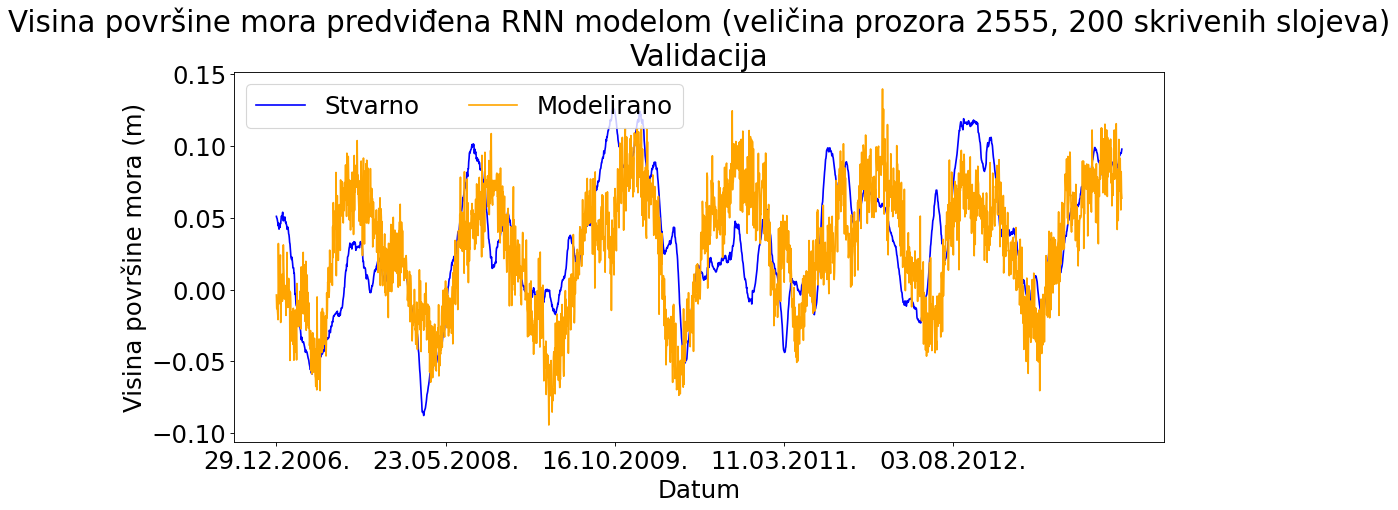 Visina površine mora predviđena RNN modelom (veličina prozora 2555, 200 skrivenih slojeva)
Validacija
Stvarno
Modelirano
Visina površine mora (m)
0.15
0.10
0.05
0.00
−0.05
−0.10
29.12.2006.
23.05.2008.
16.10.2009.
11.03.2011.
03.08.2012.
Datum